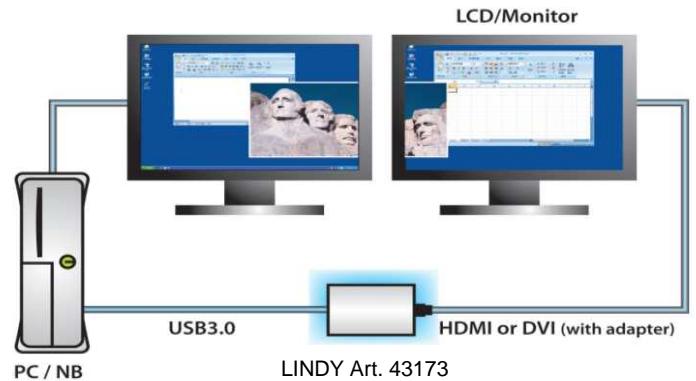 LCD/Monitor
USB3.0
HDMI or DVI (with adapter)
PC / NB
LINDY Art. 43173